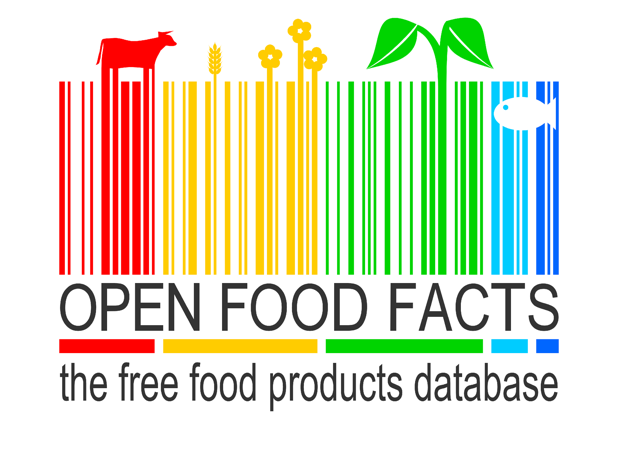 OPEN FOOD FACTS
the free food products database